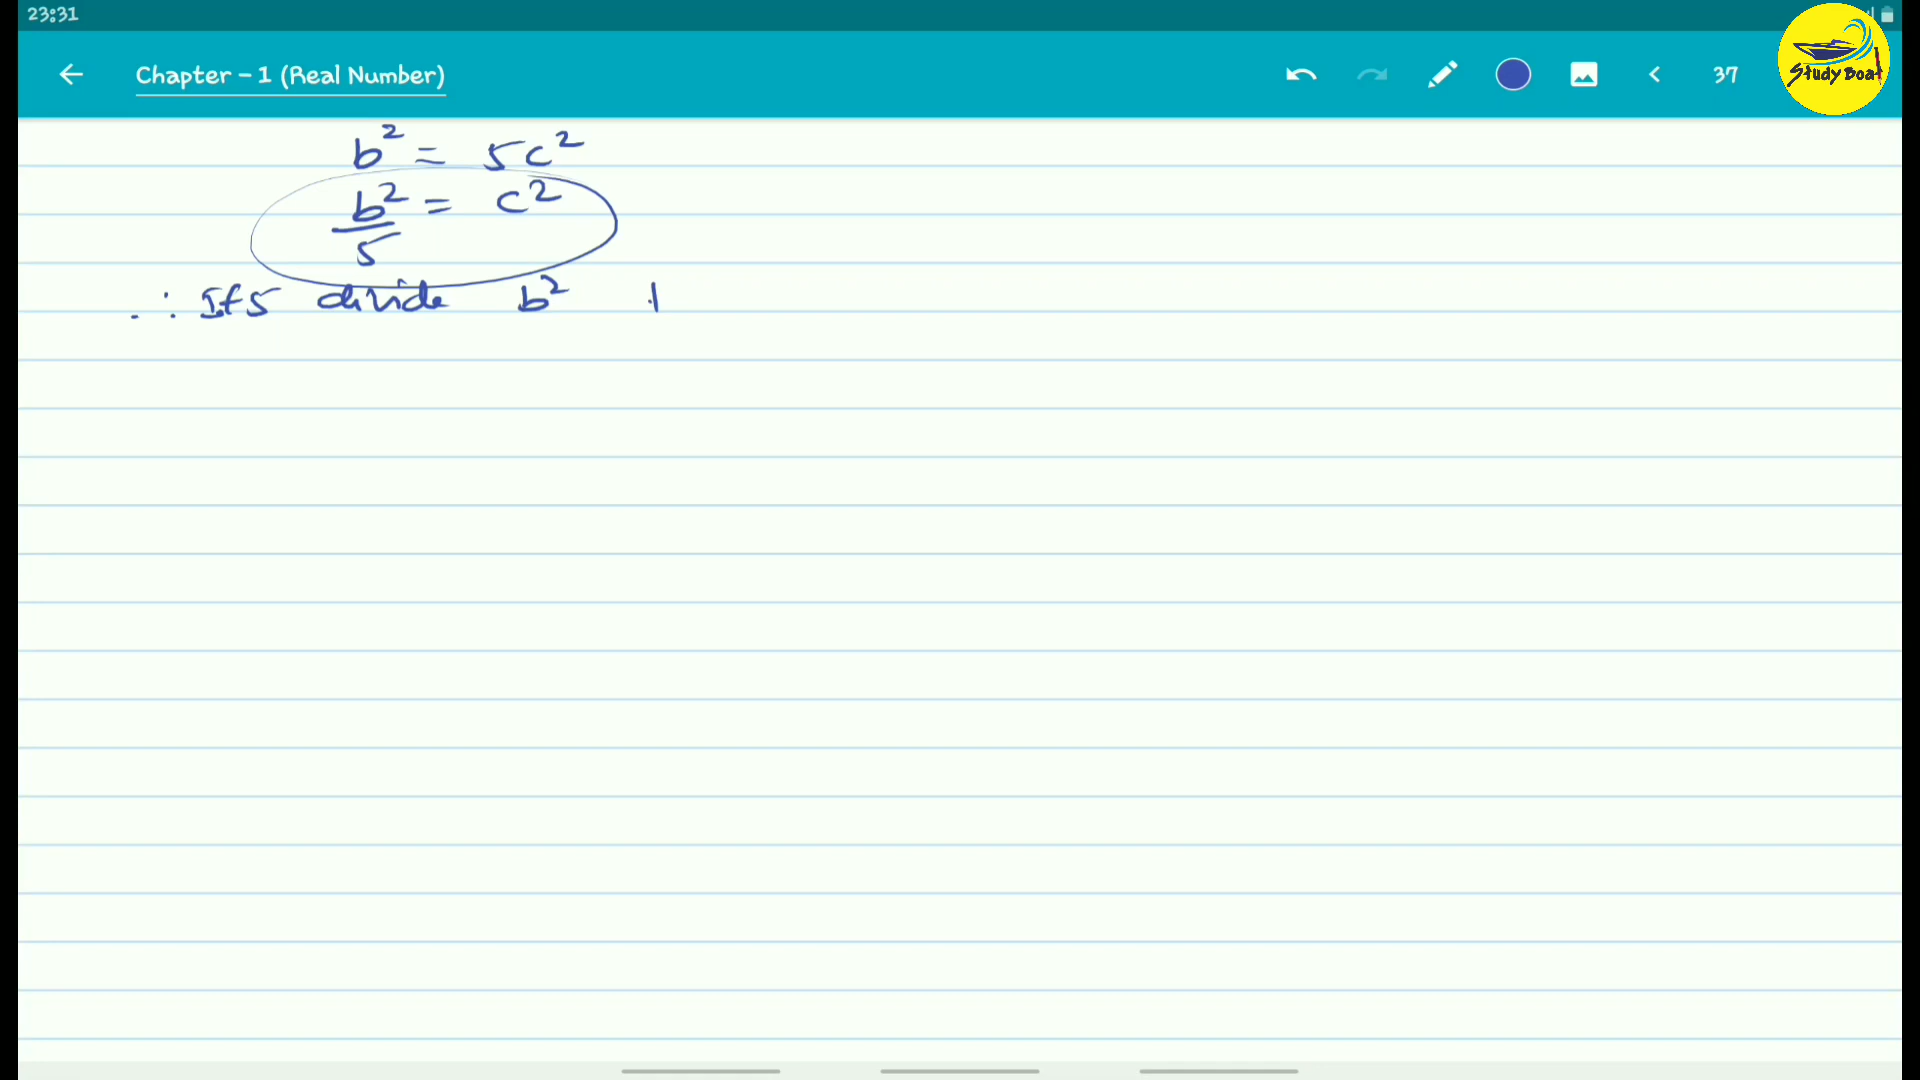 23:31
Chapter - 1 (Real Number)
37
Study Boat
b² = 5c²
b²/5 = c²
∴ If 5 divide b²